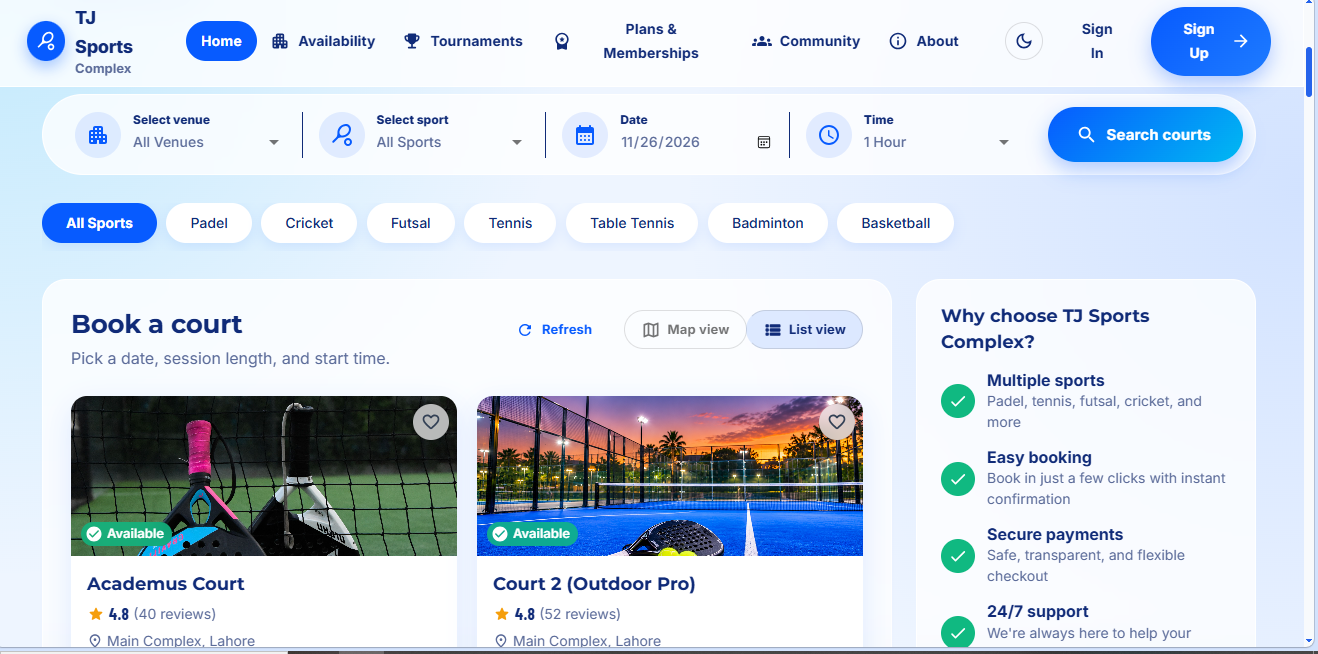 TJ
Sports
Complex
Home
Availability
Tournaments
Plans &
Memberships
Community
About
Sign
In
Sign
Up
Select venue
All Venues
Select sport
All Sports
Date
11/26/2026
Time
1 Hour
Search courts
All Sports
Padel
Cricket
Futsal
Tennis
Table Tennis
Badminton
Basketball
Book a court
Pick a date, session length, and start time.
Refresh
Map view
List view
Available
Academus Court
4.8 (40 reviews)
Main Complex, Lahore
Available
Court 2 (Outdoor Pro)
4.8 (52 reviews)
Main Complex, Lahore
Why choose TJ Sports
Complex?
Multiple sports
Padel, tennis, futsal, cricket, and
more
Easy booking
Book in just a few clicks with instant
confirmation
Secure payments
Safe, transparent, and flexible
checkout
24/7 support
We're always here to help your